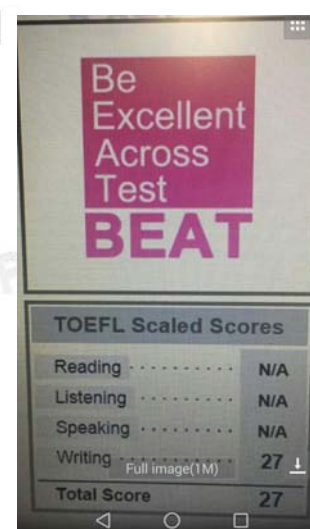 Be
Excellent
Across
Test
BEAT
TOEFL Scaled Scores
Reading · · · · · · · · · · N/A
Listening · · · · · · · · · · N/A
Speaking · · · · · · · · · · N/A
Writing · · · · · · · · · · 27
Full image(1M)
Total Score 27